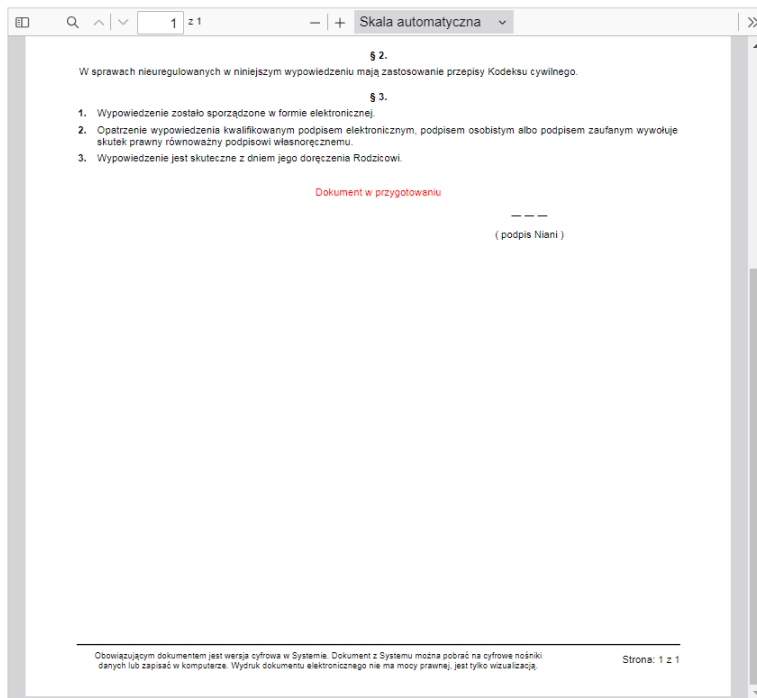 1 z 1 Skala automatyczna
§ 2.
W sprawach nieuregulowanych w niniejszym wypowiedzeniu mają zastosowanie przepisy Kodeksu cywilnego.
§ 3.
1. Wypowiedzenie zostało sporządzone w formie elektronicznej.
2. Opatrzenie wypowiedzenia kwalifikowanym podpisem elektronicznym, podpisem osobistym albo podpisem zaufanym wywołuje
skutek prawny równoważny podpisowi własnoręcznemu.
3. Wypowiedzenie jest skuteczne z dniem jego doręczenia Rodzicowi.
Dokument w przygotowaniu
— — —
( podpis Niani )
Obowiązującym dokumentem jest wersja cyfrowa w Systemie. Dokument z Systemu można pobrać na cyfrowe nośniki
danych lub zapisać w komputerze. Wydruk dokumentu elektronicznego nie ma mocy prawnej, jest tylko wizualizacją.
Strona: 1 z 1